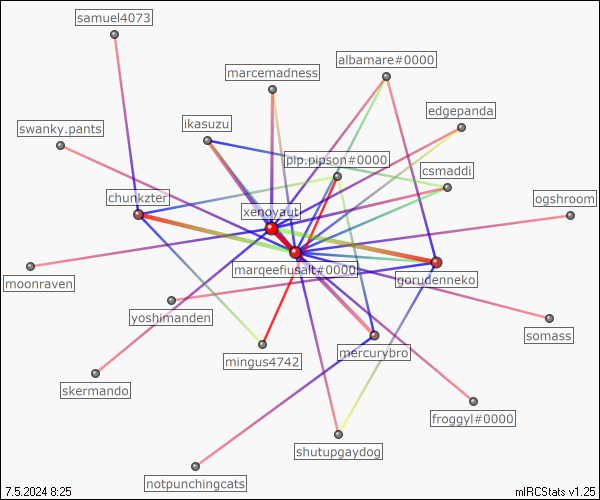 samuel4073
albamare#0000
marcemadness
edgepanda
ikasuzu
swanky.pants
pip.pipson#0000
csmaddi
chunkzter
ogshroom
xenoyaut
marqeefiusalt#0000
moonraven
gourdenneko
yoshimanden
somass
mingus4742
mercurybro
skermando
froggyl#0000
shutupgaydog
notpunchingcats
7.5.2024 8:25
mIRCStats v1.25